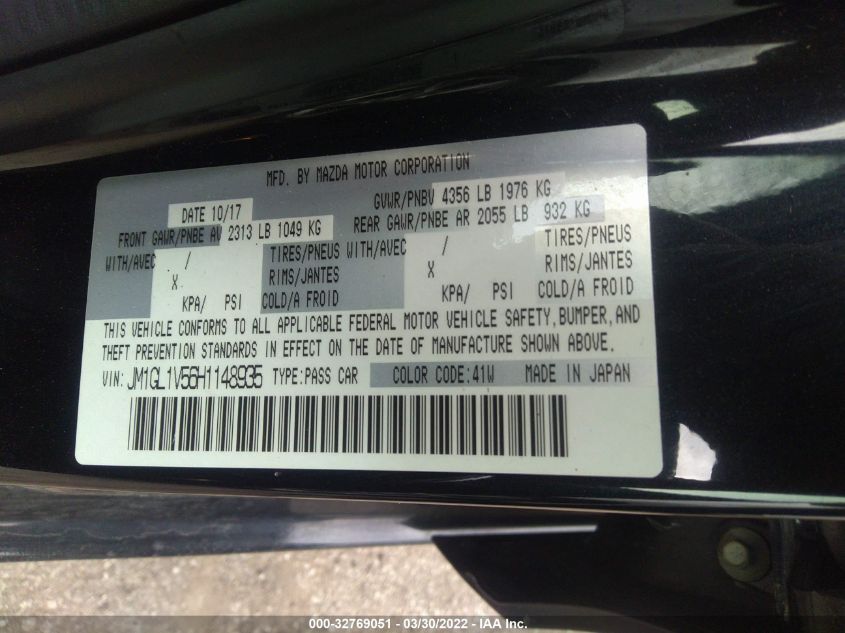 MFD. BY MAZDA MOTOR CORPORATION
DATE 10/17 GVWR/PNBV 4356 LB 1976 KG
FRONT GAWR/PNBE AV 2313 LB 1049 KG REAR GAWR/PNBE AR 2055 LB 932 KG
WITH/AVEC / TIRES/PNEUS WITH/AVEC / TIRES/PNEUS
X RIMS/JANTES X RIMS/JANTES
KPA/ PSI COLD/A FROID KPA/ PSI COLD/A FROID
THIS VEHICLE CONFORMS TO ALL APPLICABLE FEDERAL MOTOR VEHICLE SAFETY, BUMPER, AND
THEFT PREVENTION STANDARDS IN EFFECT ON THE DATE OF MANUFACTURE SHOWN ABOVE.
VIN: JM1GL1V56H1148935 TYPE:PASS CAR COLOR CODE:41W MADE IN JAPAN
000-32769051 - 03/30/2022 - IAA Inc.